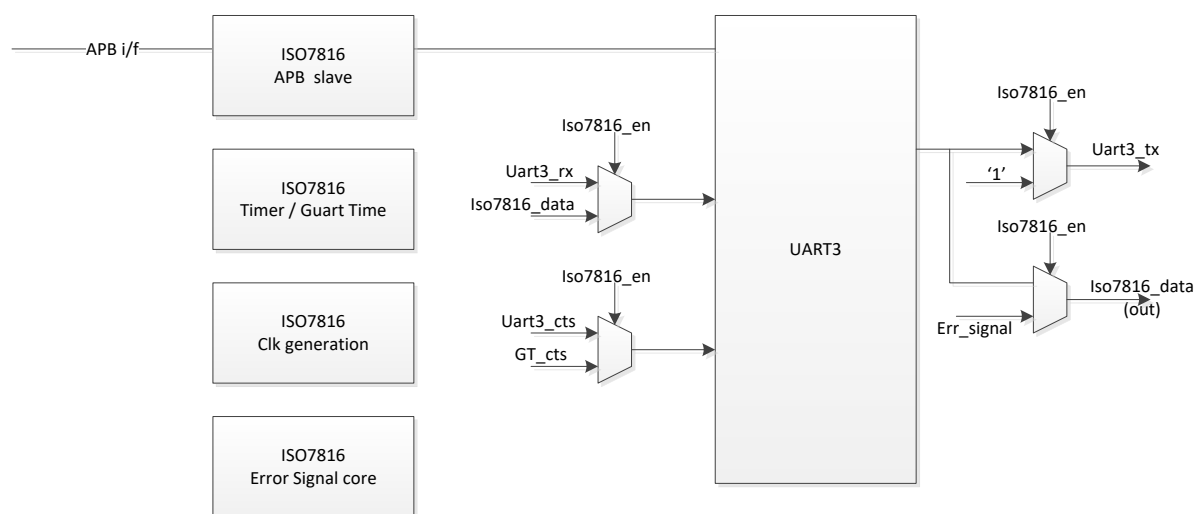 APB i/f
ISO7816
APB slave
ISO7816
Timer / Guart Time
ISO7816
Clk generation
ISO7816
Error Signal core
Iso7816_en
Uart3_rx
Iso7816_data
Iso7816_en
Uart3_cts
GT_cts
UART3
Iso7816_en
Uart3_tx
‘1’
Iso7816_en
Iso7816_data
(out)
Err_signal